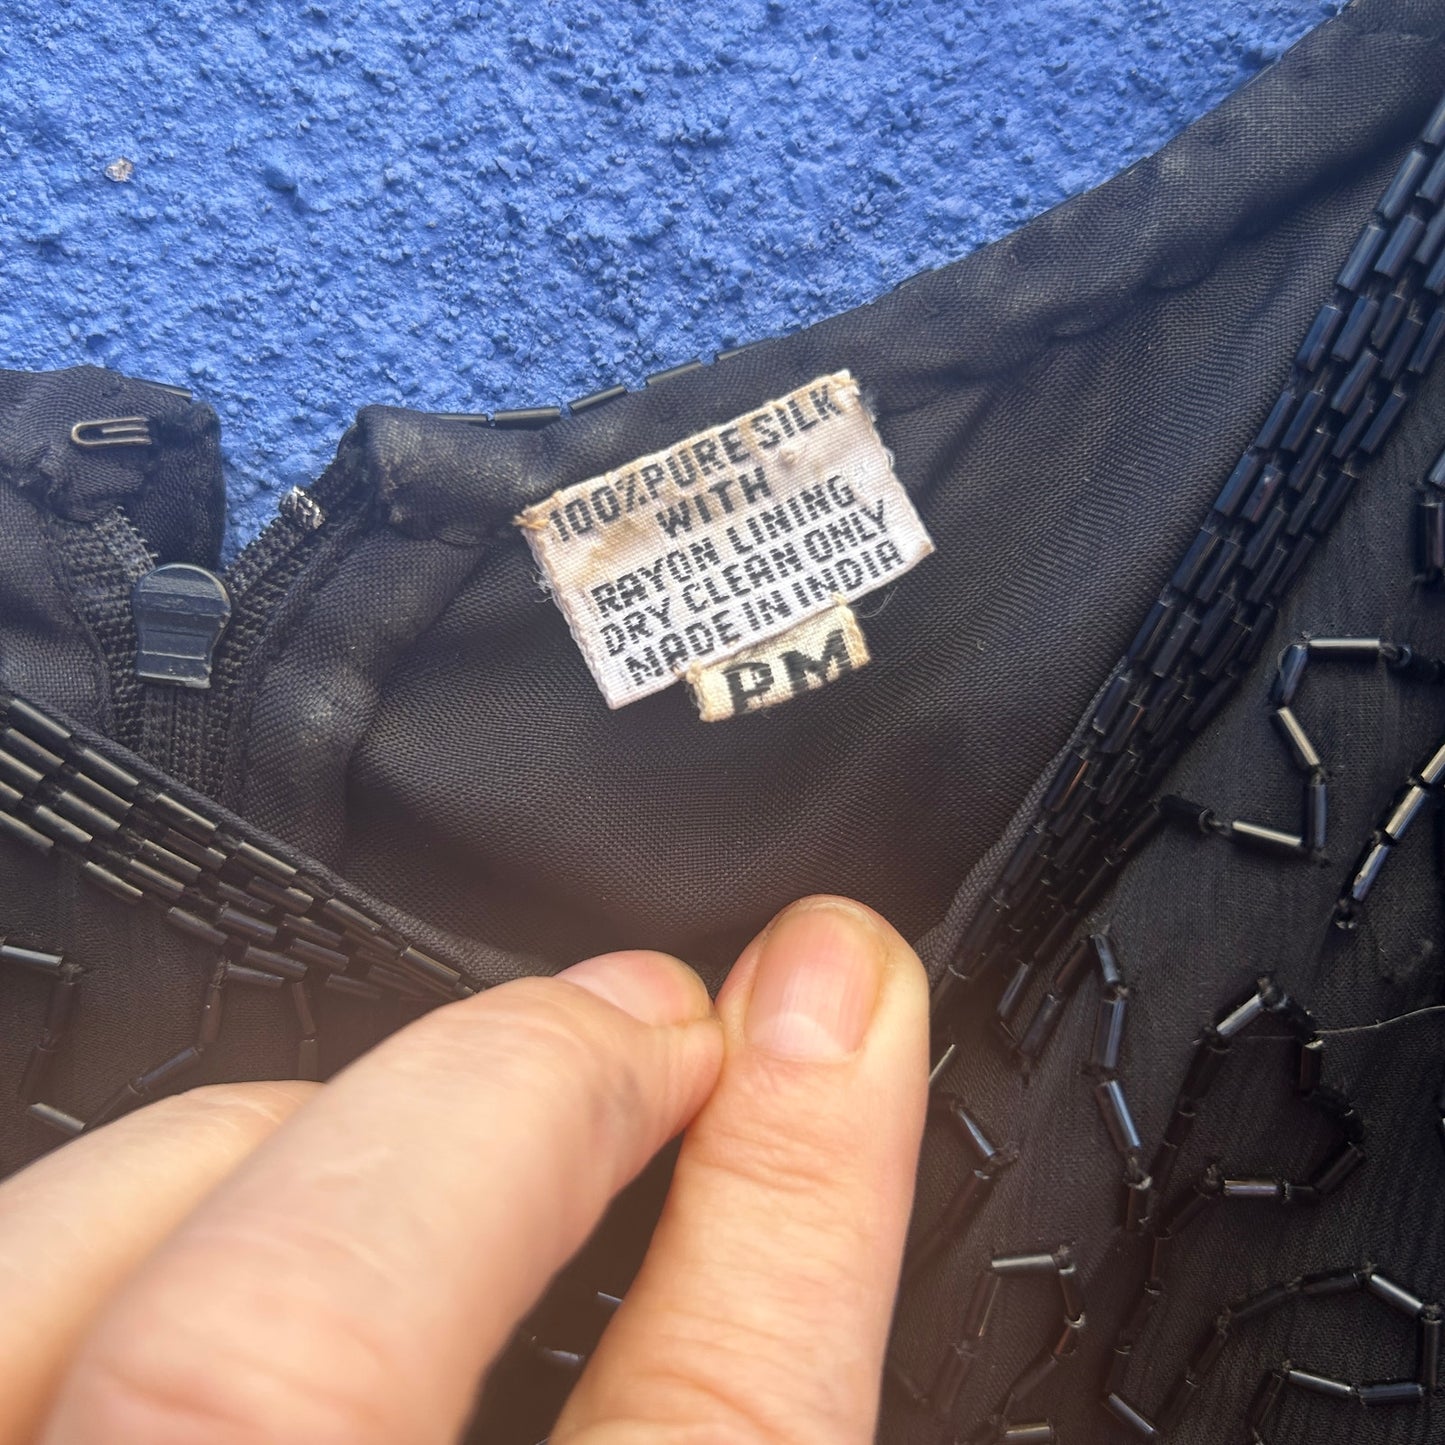 100% PURE SILK
WITH
RAYON LINING
DRY CLEAN ONLY
MADE IN INDIA
PM